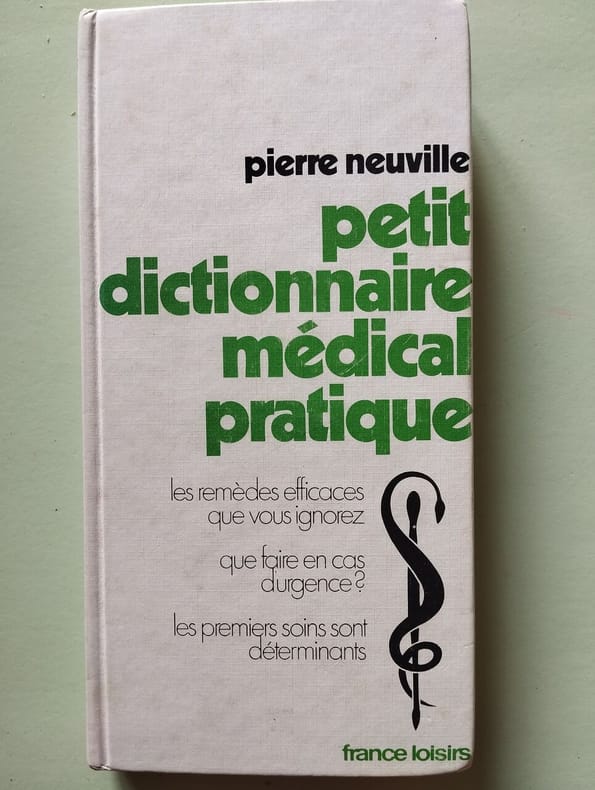 pierre neuville
petit
dictionnaire
médical
pratique
les remèdes efficaces
que vous ignorez
que faire en cas
d'urgence?
les premiers soins sont
déterminants
france loisirs